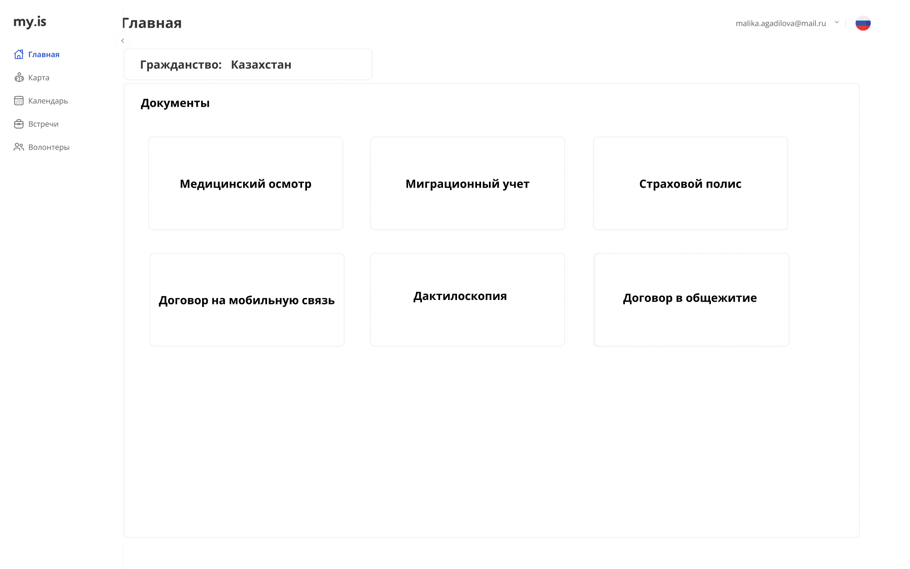 my.is
Главная
malika.agadilova@mail.ru
Главная
Карта
Календарь
Встречи
Волонтеры
Гражданство: Казахстан
Документы
Медицинский осмотр
Миграционный учет
Страховой полис
Договор на мобильную связь
Дактилоскопия
Договор в общежитие